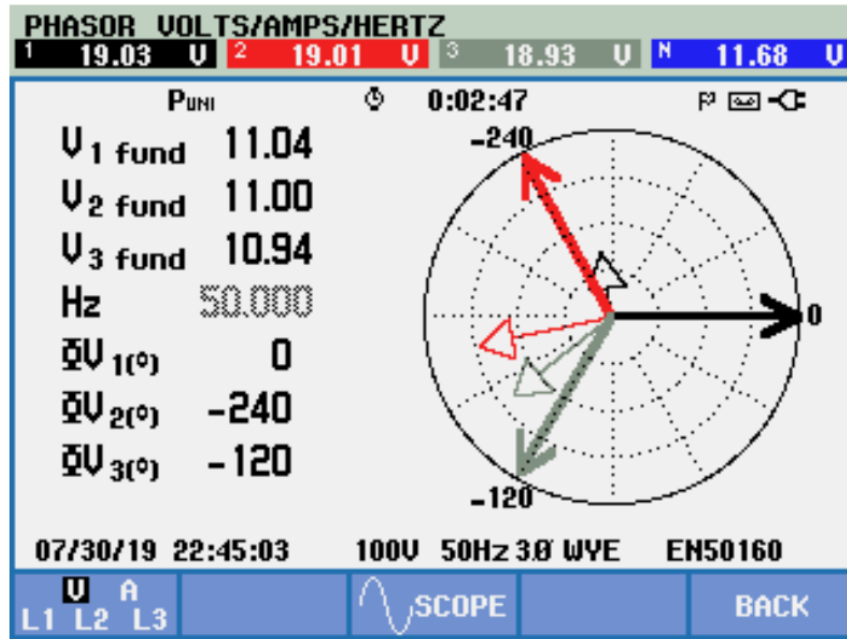 PHASOR VOLTS/AMPS/HERTZ
1 19.03 V 2 19.01 V 3 18.93 V N 11.68 V
PUNI 0:02:47
-240
V1 fund 11.04
V2 fund 11.00
V3 fund 10.94
Hz 50.000
0
ΦV1(°) 0
ΦV2(°) -240
ΦV3(°) -120
-120
07/30/19 22:45:03 100V 50Hz 3Ø WYE EN50160
V A
L1 L2 L3 SCOPE BACK